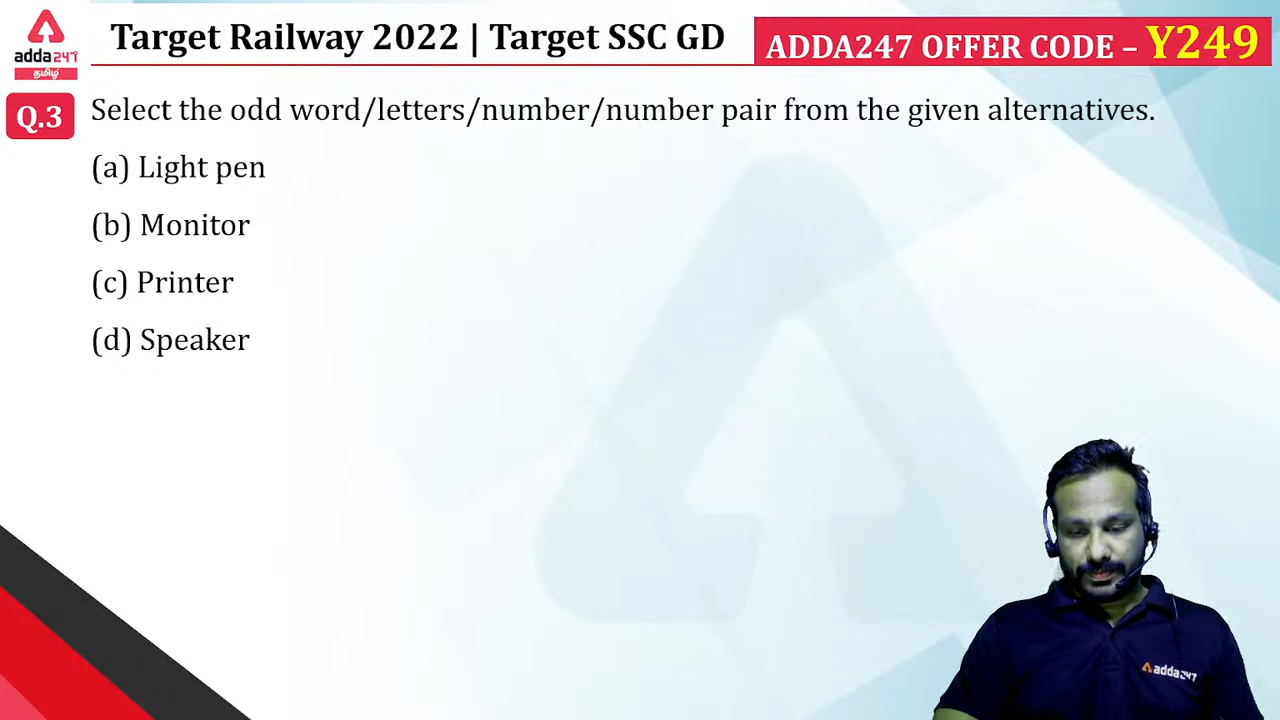 adda247
தமிழ்
Target Railway 2022 | Target SSC GD
ADDA247 OFFER CODE – Y249
Q.3 Select the odd word/letters/number/number pair from the given alternatives.
(a) Light pen
(b) Monitor
(c) Printer
(d) Speaker
adda247